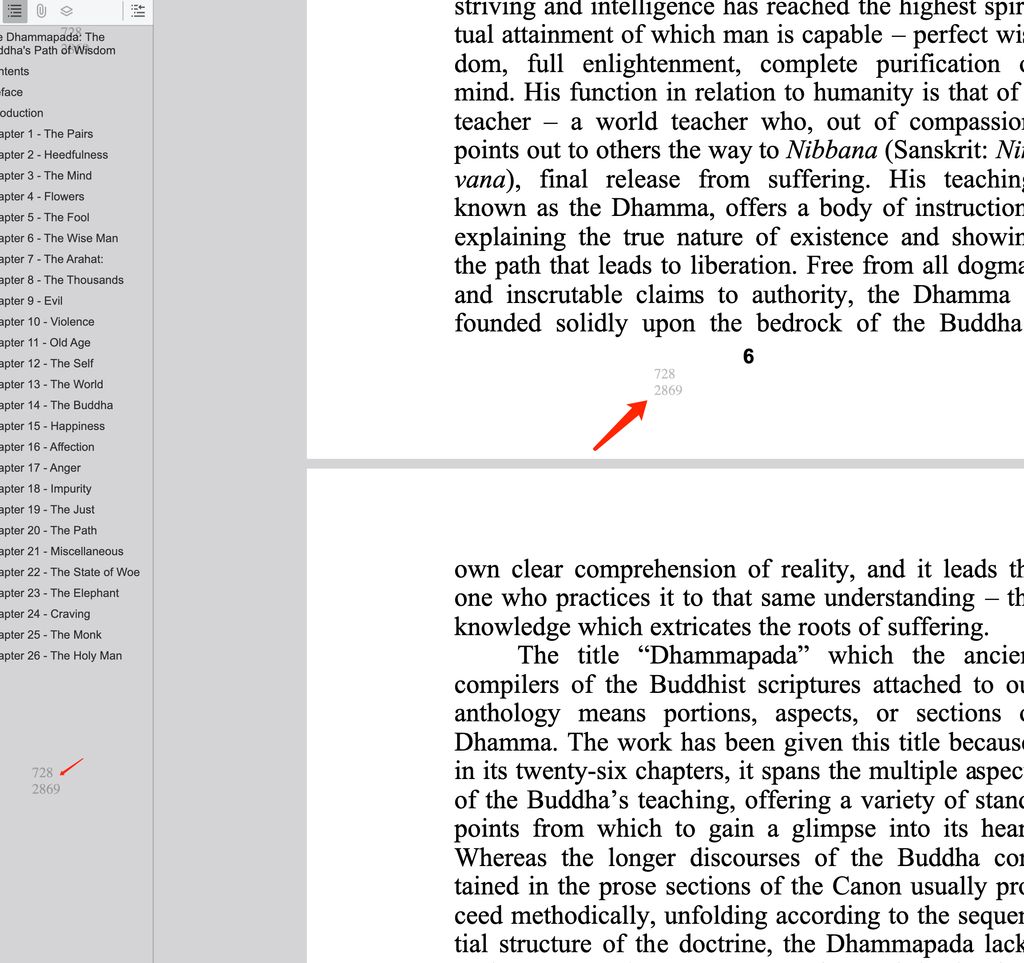 728
2869
e Dhammapada: The
ddha's Path of Wisdom
ntents
eface
oduction
apter 1 - The Pairs
apter 2 - Heedfulness
apter 3 - The Mind
apter 4 - Flowers
apter 5 - The Fool
apter 6 - The Wise Man
apter 7 - The Arahat:
apter 8 - The Thousands
apter 9 - Evil
apter 10 - Violence
apter 11 - Old Age
apter 12 - The Self
apter 13 - The World
apter 14 - The Buddha
apter 15 - Happiness
apter 16 - Affection
apter 17 - Anger
apter 18 - Impurity
apter 19 - The Just
apter 20 - The Path
apter 21 - Miscellaneous
apter 22 - The State of Woe
apter 23 - The Elephant
apter 24 - Craving
apter 25 - The Monk
apter 26 - The Holy Man
728
2869
striving and intelligence has reached the highest spir
tual attainment of which man is capable – perfect wis
dom, full enlightenment, complete purification o
mind. His function in relation to humanity is that of
teacher – a world teacher who, out of compassion
points out to others the way to Nibbana (Sanskrit: Nir
vana), final release from suffering. His teaching
known as the Dhamma, offers a body of instruction
explaining the true nature of existence and showin
the path that leads to liberation. Free from all dogma
and inscrutable claims to authority, the Dhamma
founded solidly upon the bedrock of the Buddha
6
728
2869
own clear comprehension of reality, and it leads th
one who practices it to that same understanding – th
knowledge which extricates the roots of suffering.
The title “Dhammapada” which the ancien
compilers of the Buddhist scriptures attached to ou
anthology means portions, aspects, or sections o
Dhamma. The work has been given this title because
in its twenty-six chapters, it spans the multiple aspec
of the Buddha’s teaching, offering a variety of stand
points from which to gain a glimpse into its hear
Whereas the longer discourses of the Buddha con
tained in the prose sections of the Canon usually pro
ceed methodically, unfolding according to the sequen
tial structure of the doctrine, the Dhammapada lack